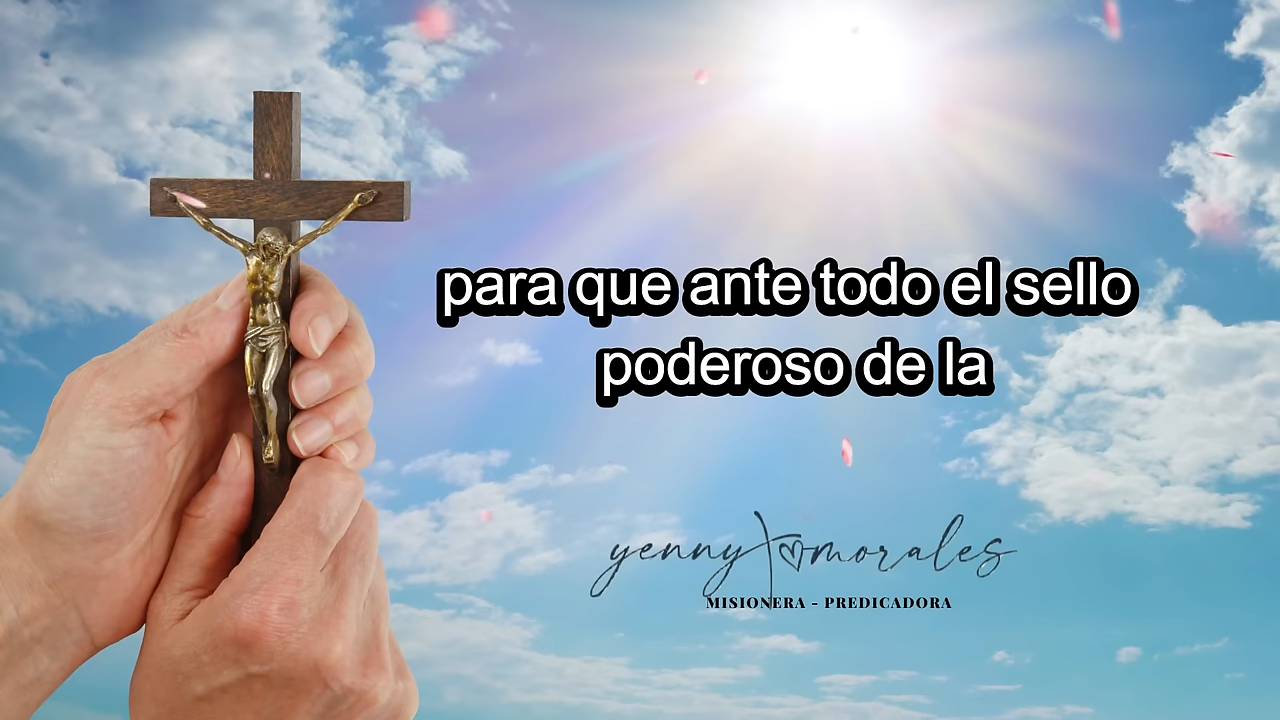 para que ante todo el sello
poderoso de la
yenny morales
MISIONERA - PREDICADORA